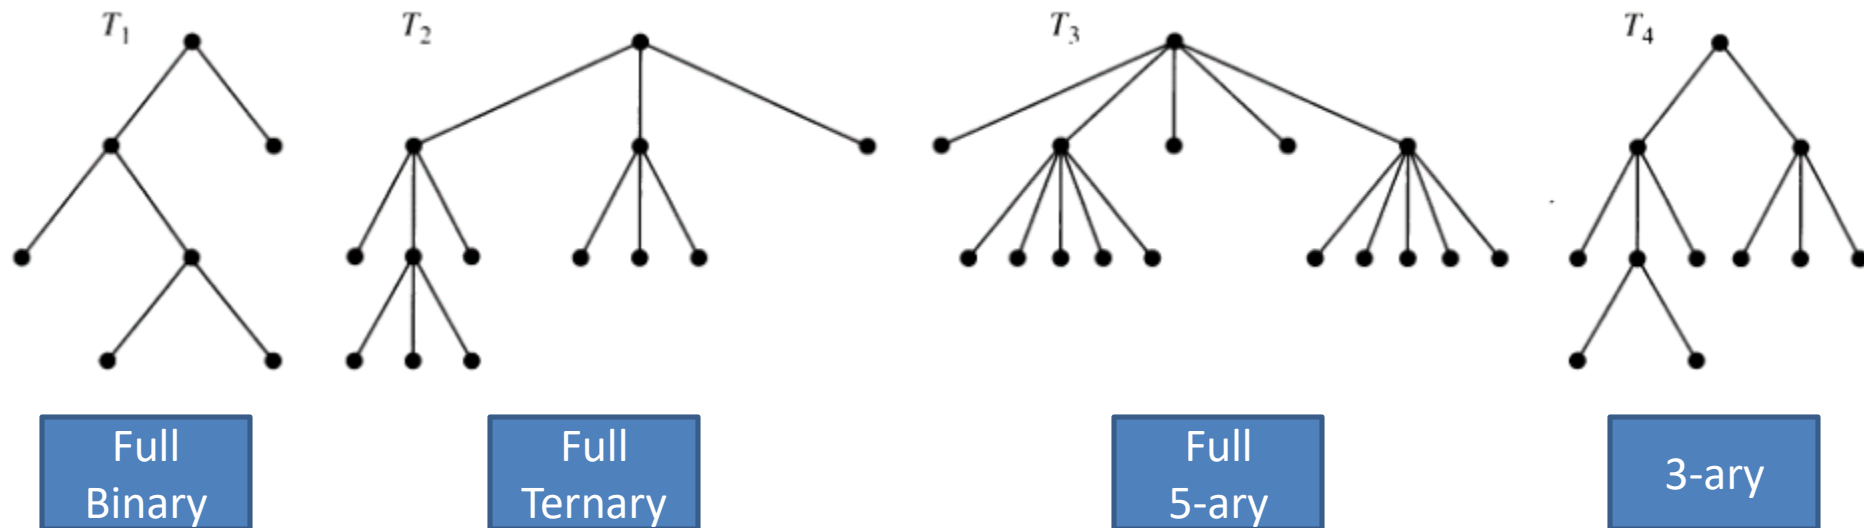 T₁ T₂ T₃ T₄
Full
Binary
Full
Ternary
Full
5-ary
3-ary